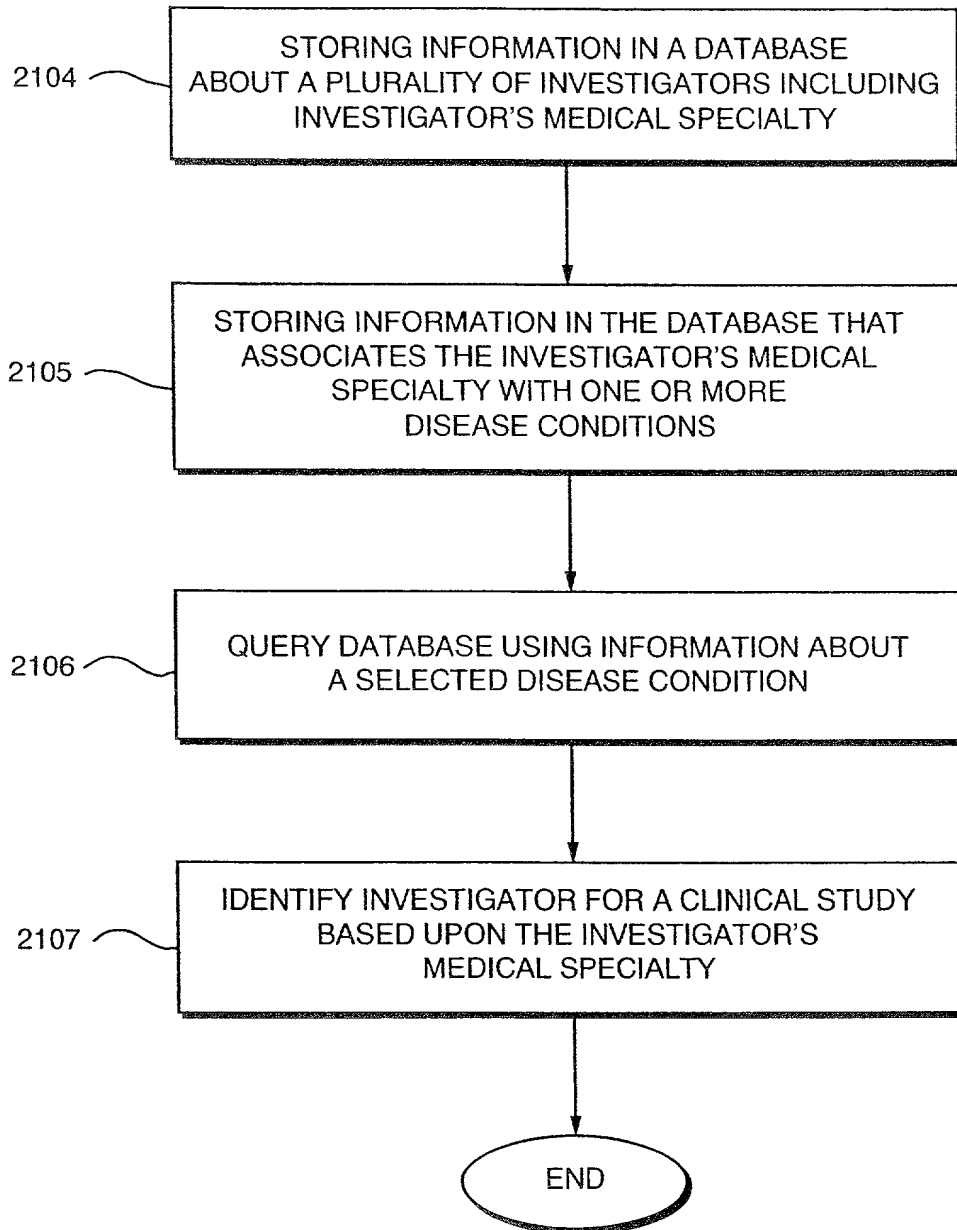 2104
STORING INFORMATION IN A DATABASE
ABOUT A PLURALITY OF INVESTIGATORS INCLUDING
INVESTIGATOR'S MEDICAL SPECIALTY
2105
STORING INFORMATION IN THE DATABASE THAT
ASSOCIATES THE INVESTIGATOR'S MEDICAL
SPECIALTY WITH ONE OR MORE
DISEASE CONDITIONS
2106
QUERY DATABASE USING INFORMATION ABOUT
A SELECTED DISEASE CONDITION
2107
IDENTIFY INVESTIGATOR FOR A CLINICAL STUDY
BASED UPON THE INVESTIGATOR'S
MEDICAL SPECIALTY
END